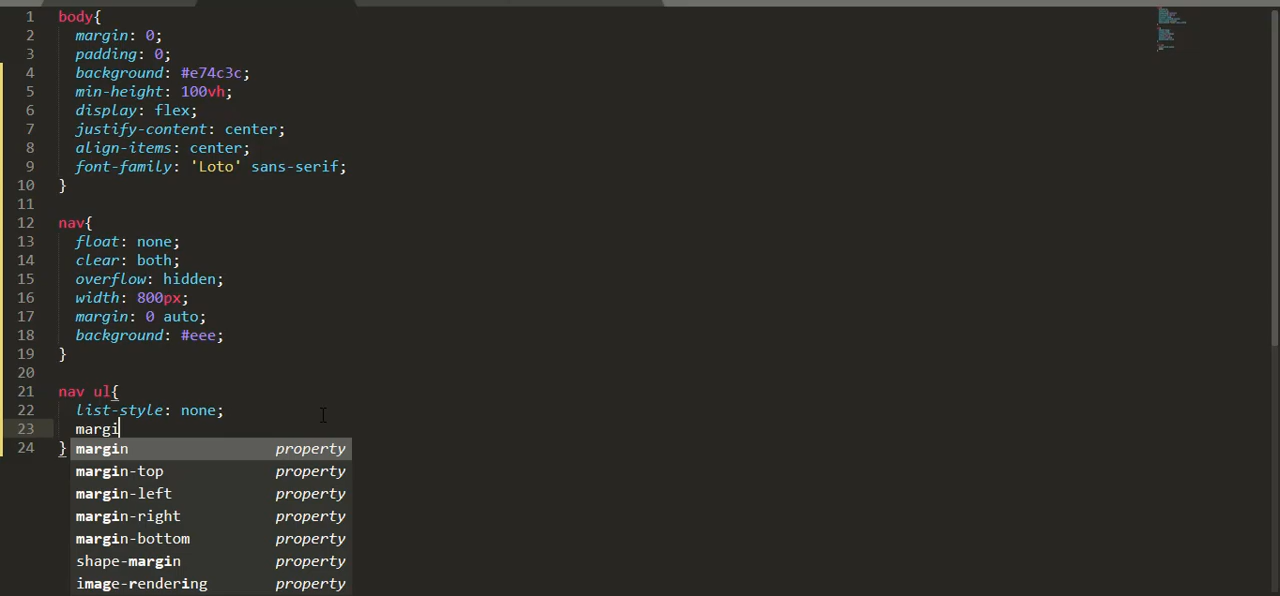 1 body{
2 margin: 0;
3 padding: 0;
4 background: #e74c3c;
5 min-height: 100vh;
6 display: flex;
7 justify-content: center;
8 align-items: center;
9 font-family: 'Loto' sans-serif;
10 }
11
12 nav{
13 float: none;
14 clear: both;
15 overflow: hidden;
16 width: 800px;
17 margin: 0 auto;
18 background: #eee;
19 }
20
21 nav ul{
22 list-style: none;
23 margi
24 }
margin property
margin-top property
margin-left property
margin-right property
margin-bottom property
shape-margin property
image-rendering property